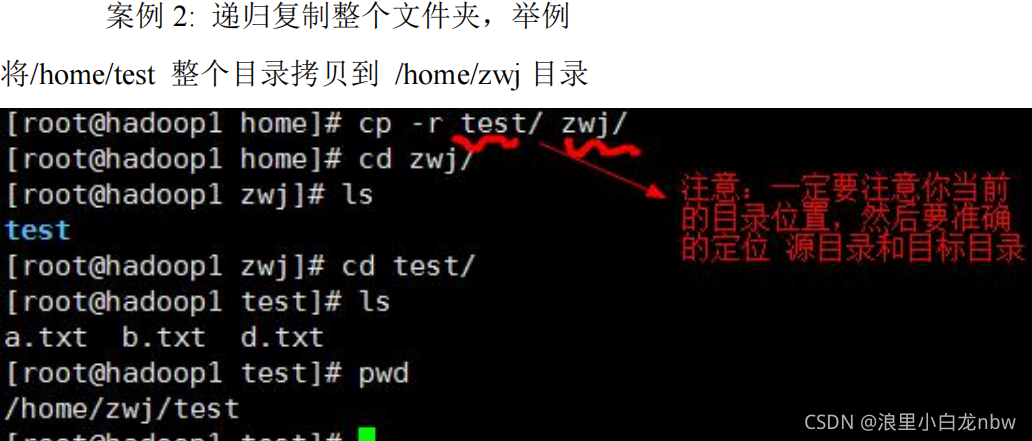 案例 2: 递归复制整个文件夹，举例
将/home/test 整个目录拷贝到 /home/zwj 目录
[root@hadoop1 home]# cp -r test/ zwj/
[root@hadoop1 home]# cd zwj/
[root@hadoop1 zwj]# ls
test
[root@hadoop1 zwj]# cd test/
[root@hadoop1 test]# ls
a.txt  b.txt  d.txt
[root@hadoop1 test]# pwd
/home/zwj/test
[root@hadoop1 test]#
注意：一定要注意你当前
的目录位置，然后要准确
的定位 源目录和目标目录
CSDN @浪里小白龙nbw